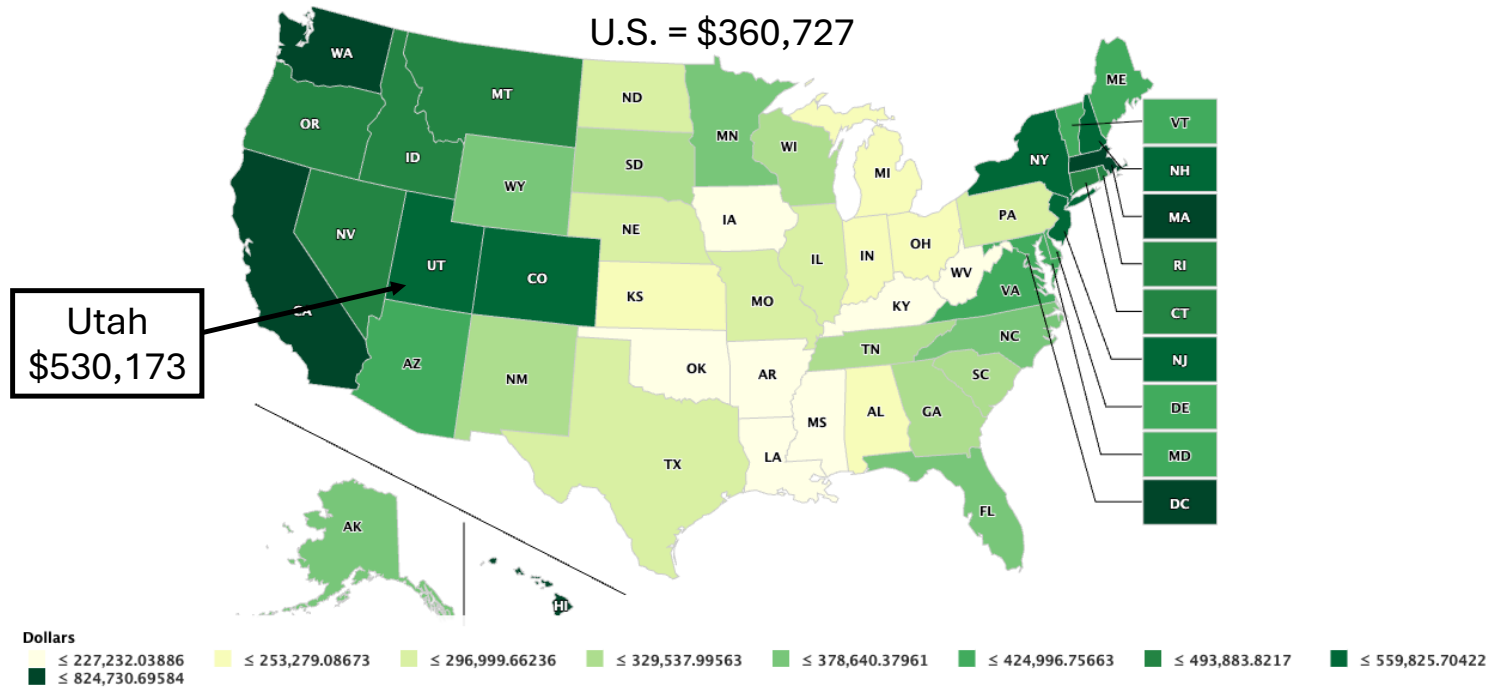 U.S. = $360,727
WA
MT
ND
MN
ME
OR
ID
SD
WI
MI
NY
VT
NH
MA
RI
CT
NJ
DE
MD
DC
WY
NE
IA
PA
NV
UT
CO
IL
IN
OH
WV
VA
KS
MO
KY
CA
Utah
$530,173
AZ
NM
OK
AR
TN
NC
SC
MS
AL
GA
TX
LA
FL
AK
HI
Dollars
≤ 227,232.03886
≤ 253,279.08673
≤ 296,999.66236
≤ 329,537.99563
≤ 378,640.37961
≤ 424,996.75663
≤ 493,883.8217
≤ 559,825.70422
≤ 824,730.69584